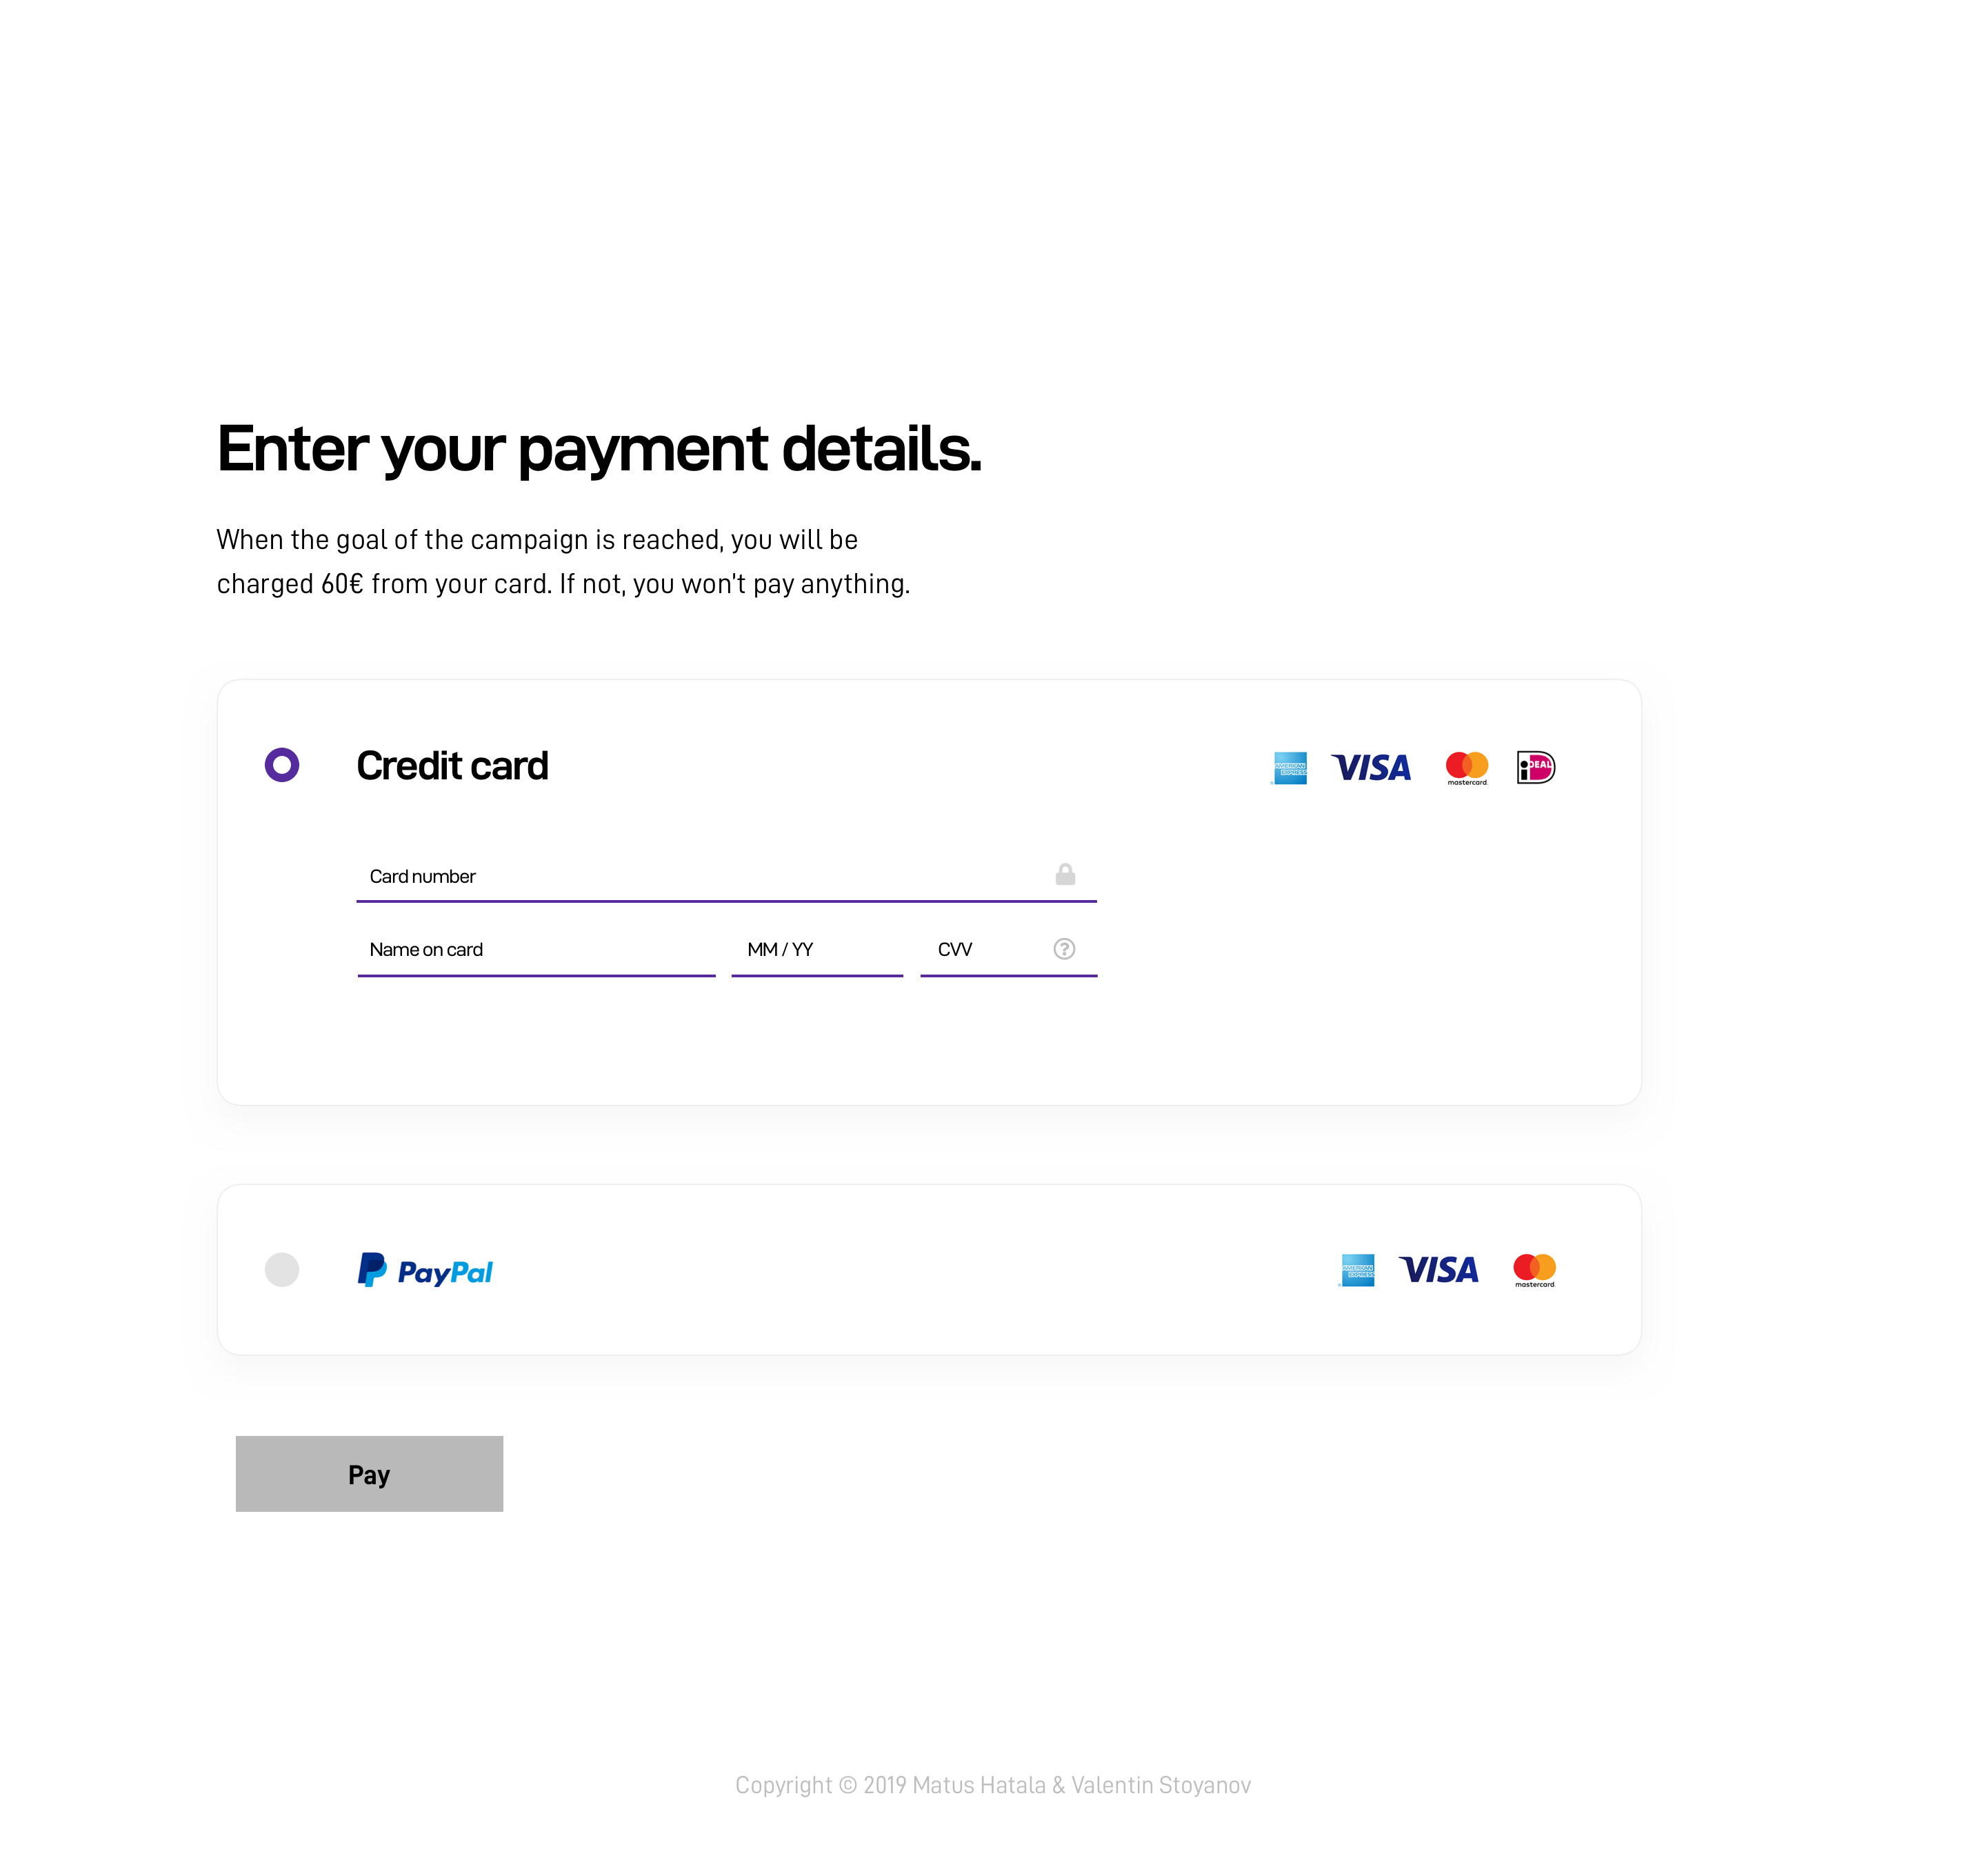 Enter your payment details.
When the goal of the campaign is reached, you will be
charged 60€ from your card. If not, you won't pay anything.
Credit card
AMERICAN
EXPRESS
VISA
mastercard.
iDEAL
Card number
Name on card
MM / YY
CVV
?
PayPal
AMERICAN
EXPRESS
VISA
mastercard.
Pay
Copyright © 2019 Matus Hatala & Valentin Stoyanov